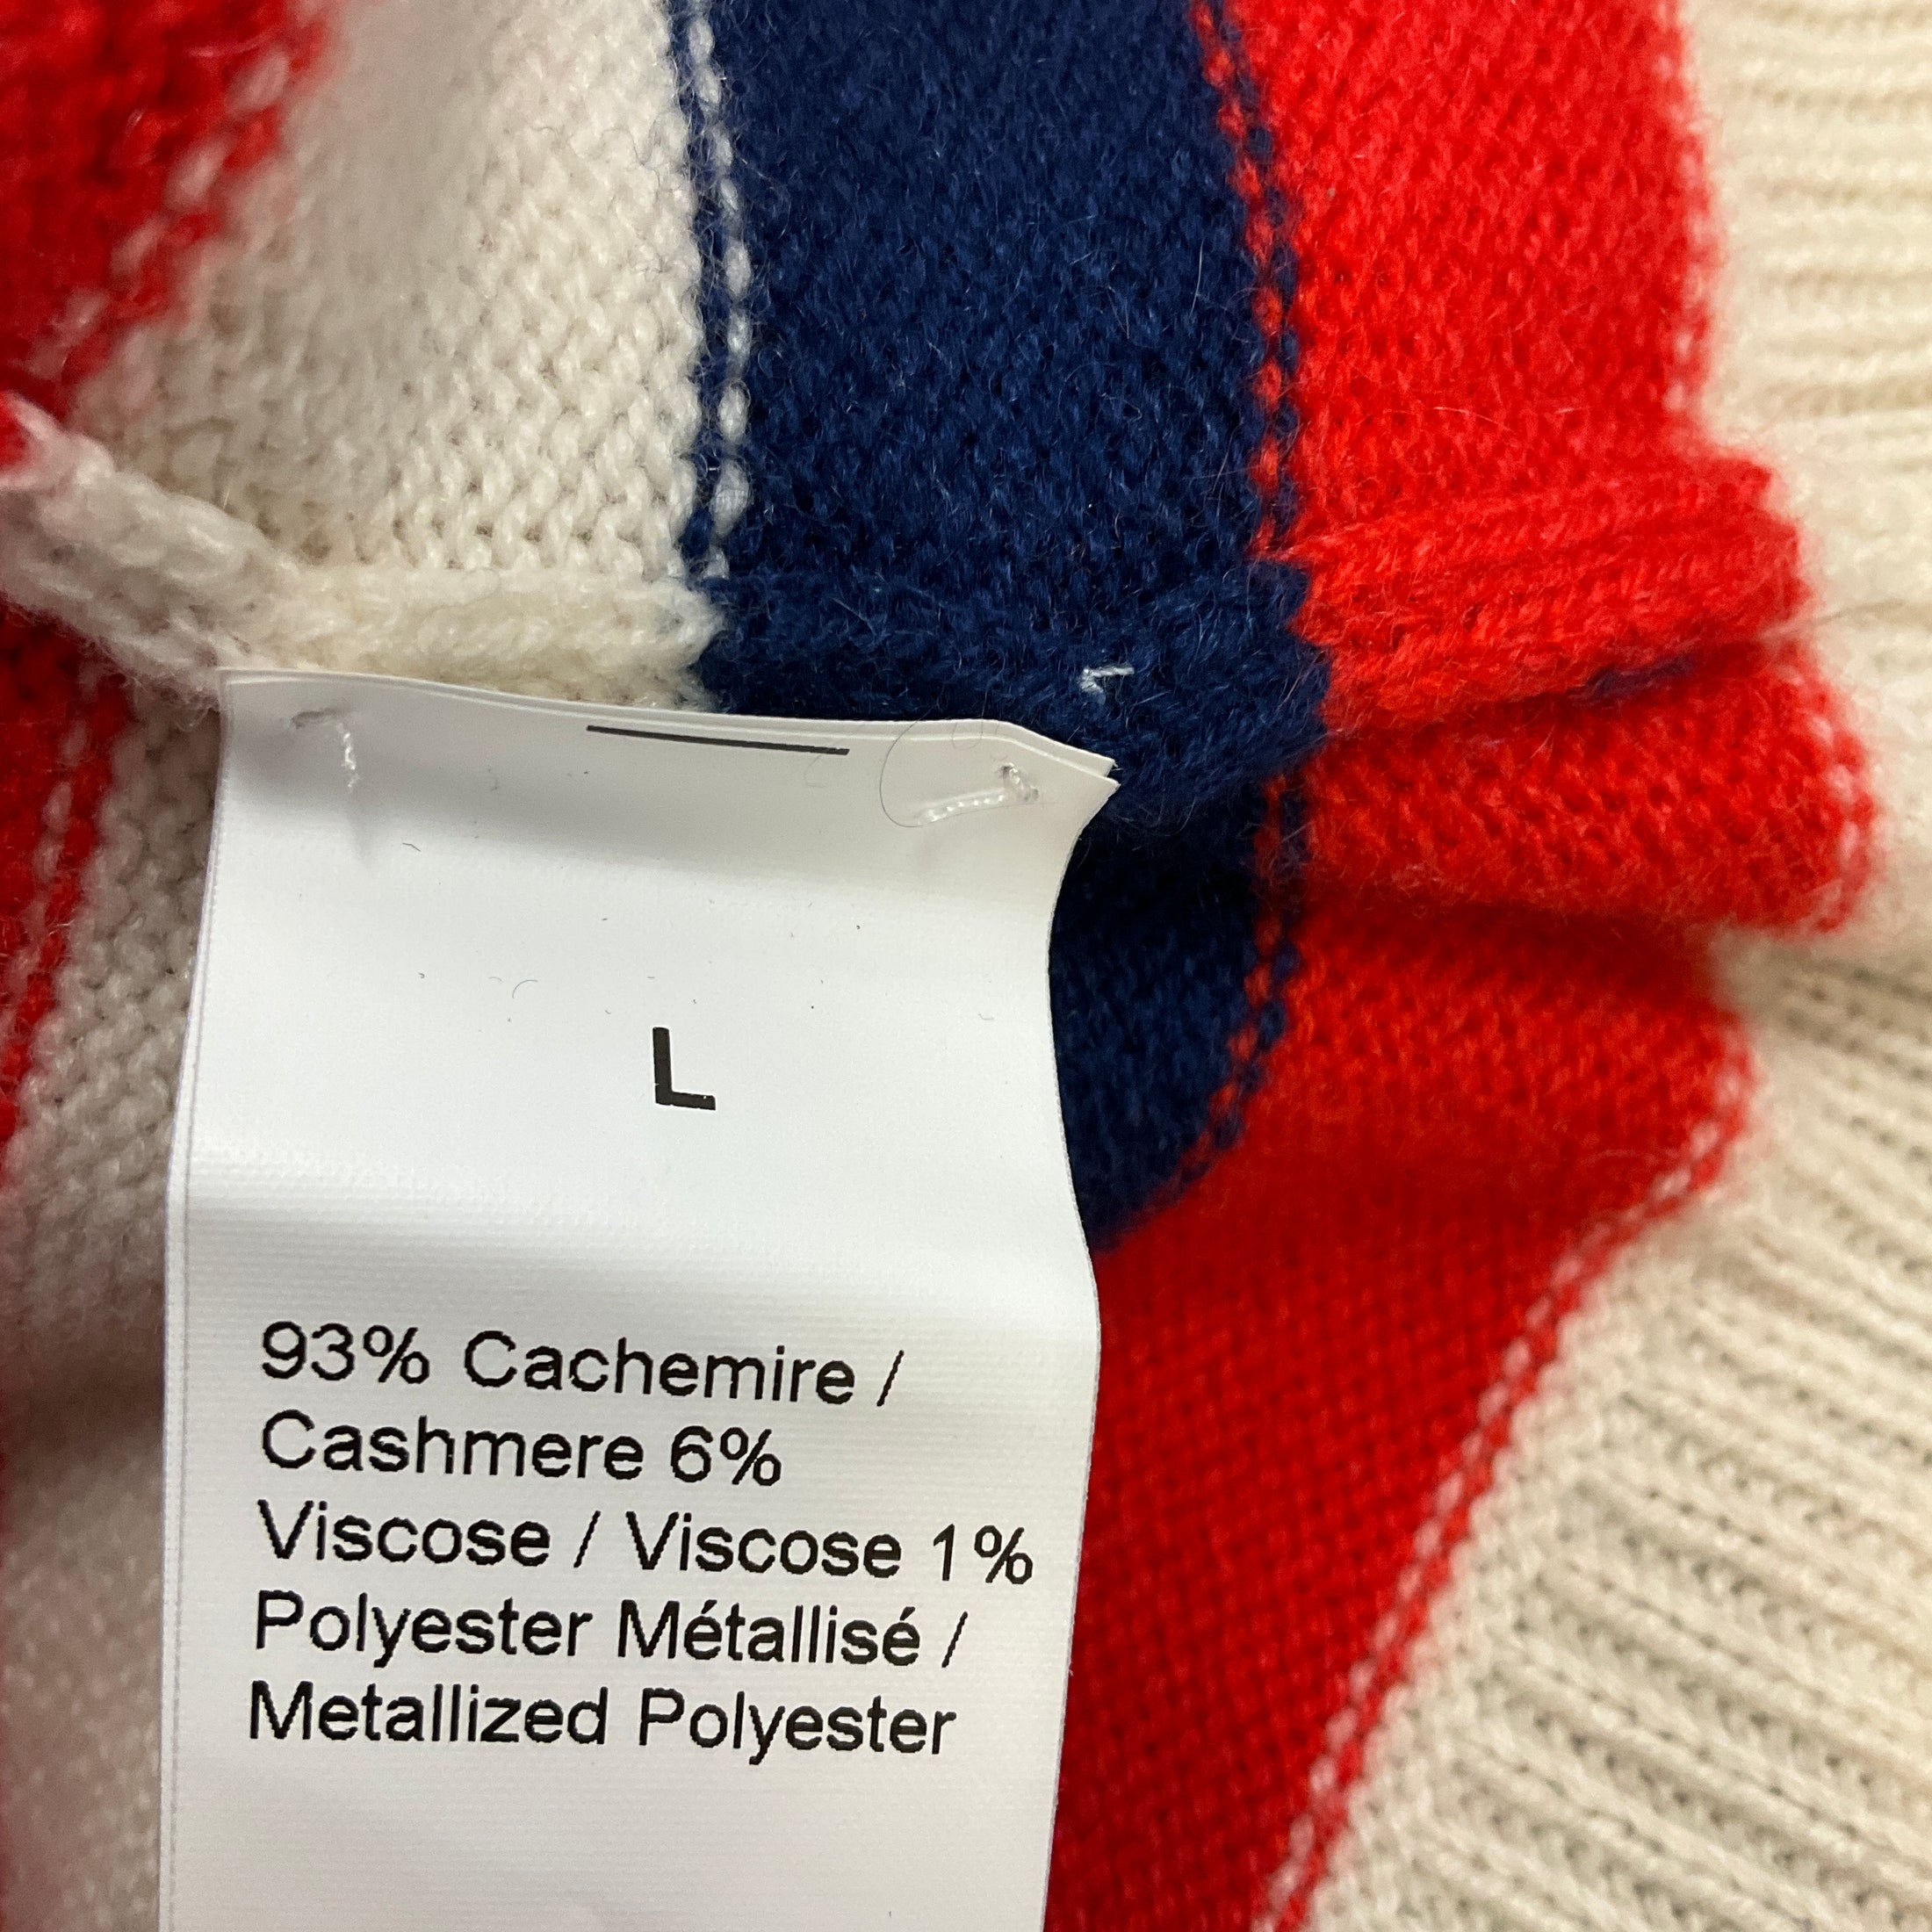 L
93% Cachemire /
Cashmere 6%
Viscose / Viscose 1%
Polyester Métallisé /
Metallized Polyester